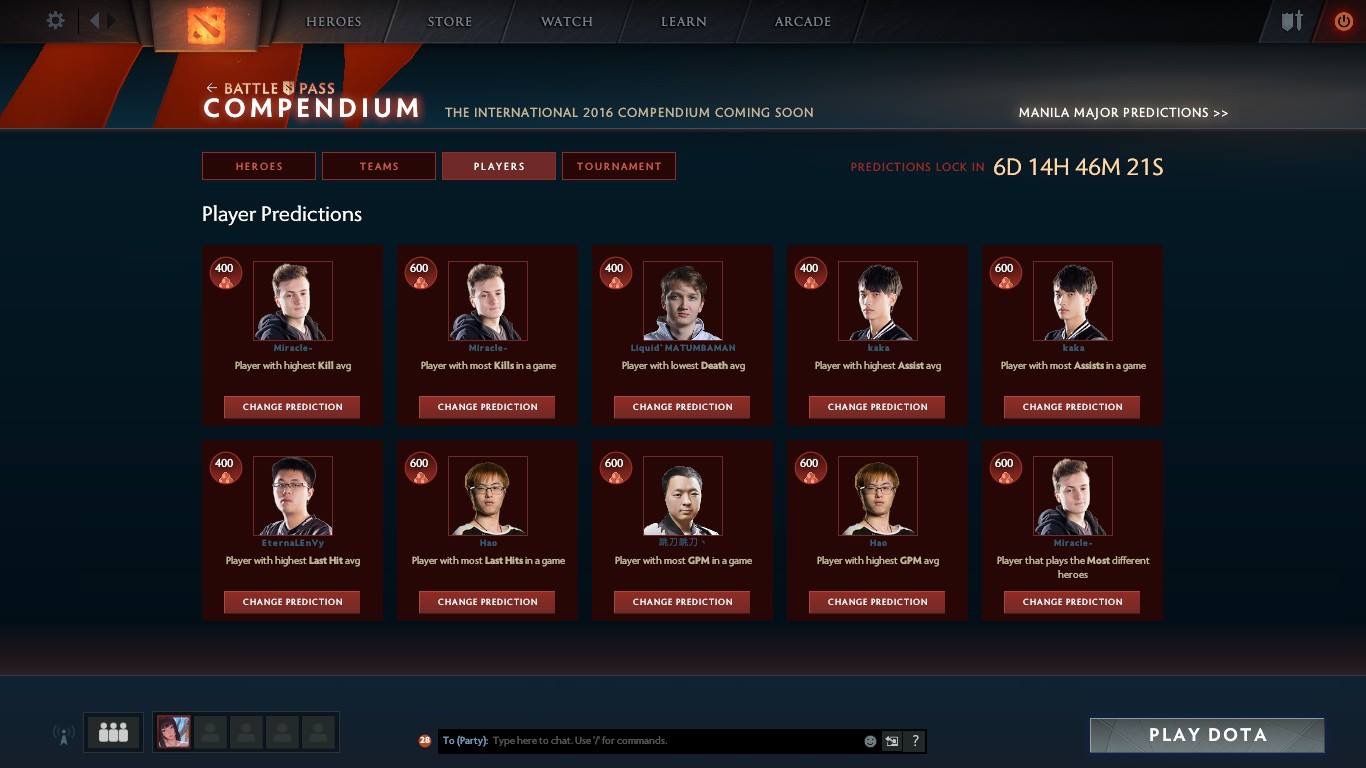 HEROES
STORE
WATCH
LEARN
ARCADE
← BATTLE PASS
COMPENDIUM
THE INTERNATIONAL 2016 COMPENDIUM COMING SOON
MANILA MAJOR PREDICTIONS >>
HEROES
TEAMS
PLAYERS
TOURNAMENT
PREDICTIONS LOCK IN 6D 14H 46M 21S
Player Predictions
400
Miracle-
Player with highest Kill avg
CHANGE PREDICTION
600
Miracle-
Player with most Kills in a game
CHANGE PREDICTION
400
Liquid` MATUMBAMAN
Player with lowest Death avg
CHANGE PREDICTION
400
kaka
Player with highest Assist avg
CHANGE PREDICTION
600
kaka
Player with most Assists in a game
CHANGE PREDICTION
400
EternaLEnVy
Player with highest Last Hit avg
CHANGE PREDICTION
600
Hao
Player with most Last Hits in a game
CHANGE PREDICTION
600
跳刀跳刀丶
Player with most GPM in a game
CHANGE PREDICTION
600
Hao
Player with highest GPM avg
CHANGE PREDICTION
600
Miracle-
Player that plays the Most different
heroes
CHANGE PREDICTION
28
To (Party): Type here to chat. Use '/' for commands.
?
PLAY DOTA